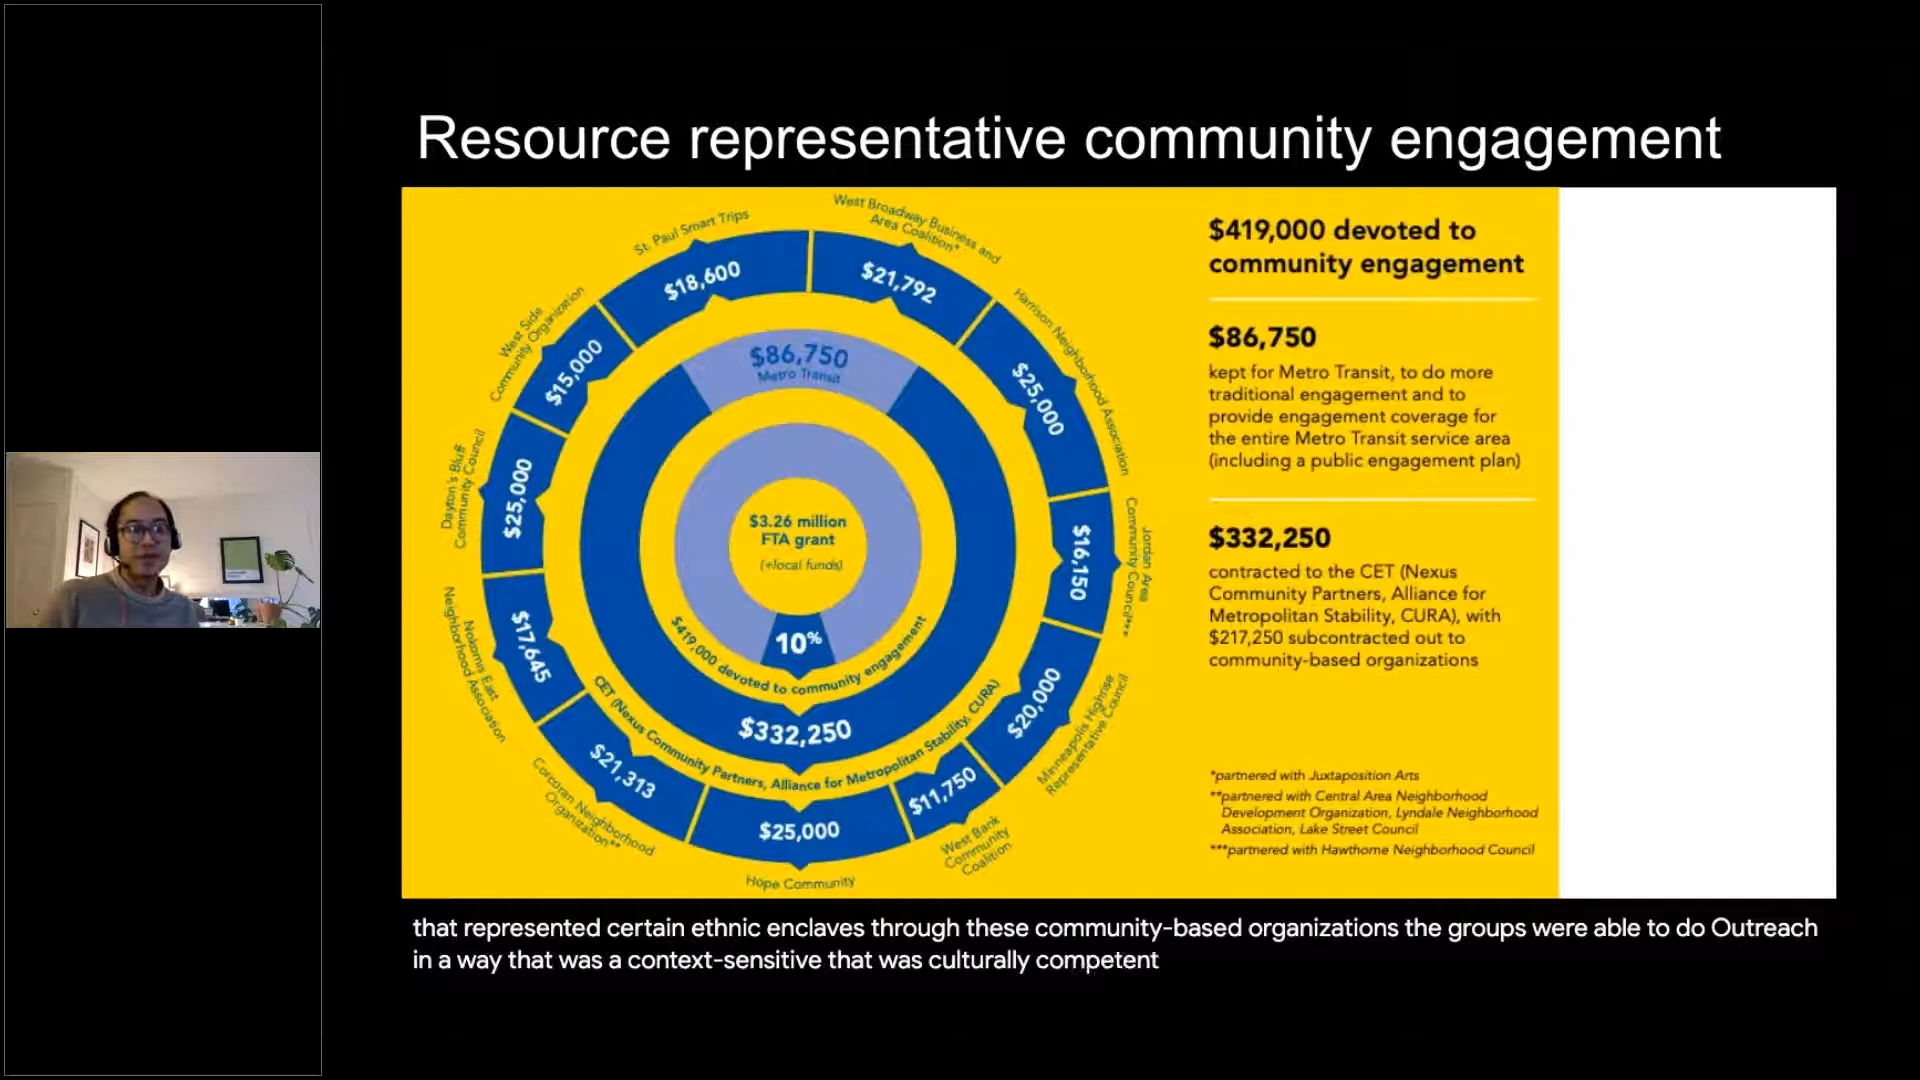 Resource representative community engagement
St. Paul Smart Trips
$18,600
West Broadway Business and
Area Coalition*
$21,792
Harrison Neighborhood Association
$25,000
Jordan Area
Community Council***
$16,150
Minneapolis Highrise
Representative Council
$20,000
West Bank
Community
Coalition
$11,750
Hope Community
$25,000
Corcoran Neighborhood
Organization**
$21,313
Nokomis East
Neighborhood Association
$17,645
Dayton's Bluff
Community Council
$25,000
West Side
Community Organization
$15,000
$86,750
Metro Transit
$3.26 million
FTA grant
(+local funds)
10%
$419,000 devoted to community engagement
$332,250
CET (Nexus Community Partners, Alliance for Metropolitan Stability, CURA)
$419,000 devoted to
community engagement
$86,750
kept for Metro Transit, to do more
traditional engagement and to
provide engagement coverage for
the entire Metro Transit service area
(including a public engagement plan)
$332,250
contracted to the CET (Nexus
Community Partners, Alliance for
Metropolitan Stability, CURA), with
$217,250 subcontracted out to
community-based organizations
*partnered with Juxtaposition Arts
**partnered with Central Area Neighborhood
Development Organization, Lyndale Neighborhood
Association, Lake Street Council
***partnered with Hawthorne Neighborhood Council
that represented certain ethnic enclaves through these community-based organizations the groups were able to do Outreach
in a way that was a context-sensitive that was culturally competent